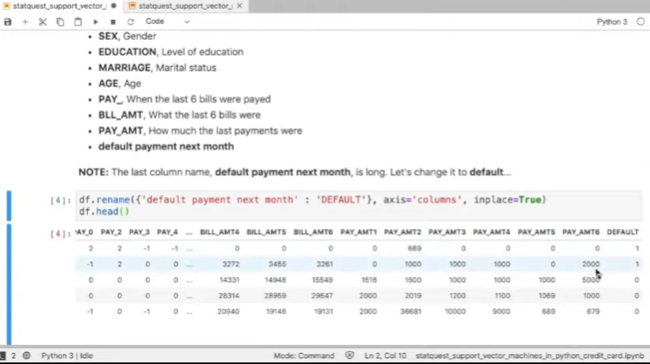 statquest_support_vector_
statquest_support_vector_
Code
Python 3
SEX, Gender
EDUCATION, Level of education
MARRIAGE, Marital status
AGE, Age
PAY_, When the last 6 bills were payed
BLL_AMT, What the last 6 bills were
PAY_AMT, How much the last payments were
default payment next month
NOTE: The last column name, default payment next month, is long. Let's change it to default...
[4]: df.rename({'default payment next month' : 'DEFAULT'}, axis='columns', inplace=True)
df.head()
[4]: AY_0 PAY_2 PAY_3 PAY_4 ... BILL_AMT4 BILL_AMT5 BILL_AMT6 PAY_AMT1 PAY_AMT2 PAY_AMT3 PAY_AMT4 PAY_AMT5 PAY_AMT6 DEFAULT
2 2 -1 -1 ... 0 0 0 0 689 0 0 0 0 1
-1 2 0 0 ... 3272 3455 3261 0 1000 1000 1000 0 2000 1
0 0 0 0 ... 14331 14948 15549 1518 1500 1000 1000 1000 5000 0
0 0 0 0 ... 28314 28959 29547 2000 2019 1200 1100 1069 1000 0
-1 0 -1 0 ... 20940 19146 19131 2000 36681 10000 9000 689 679 0
2 Python 3 | Idle Mode: Command Ln 2, Col 10 statquest_support_vector_machines_in_python_credit_card.ipynb